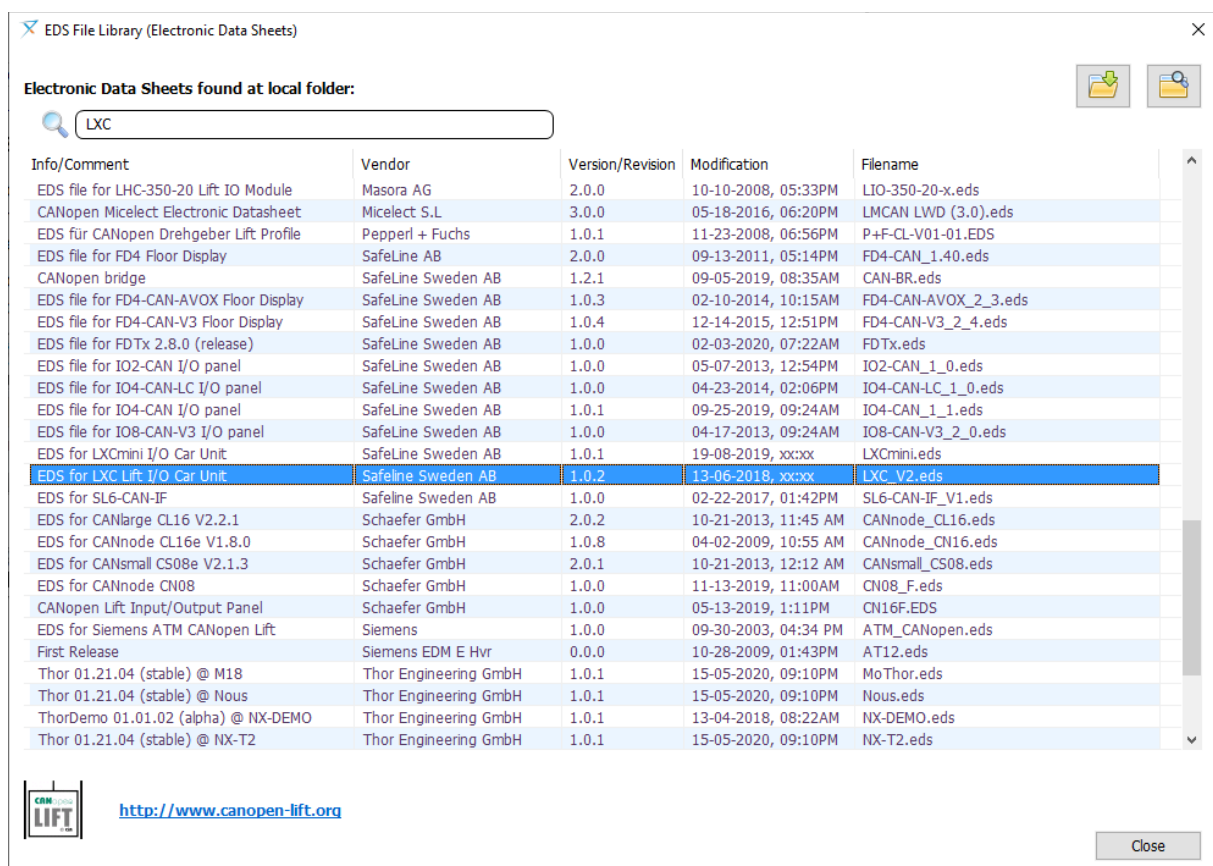 EDS File Library (Electronic Data Sheets)
Electronic Data Sheets found at local folder:
LXC
Info/Comment Vendor Version/Revision Modification Filename
EDS file for LHC-350-20 Lift IO Module Masora AG 2.0.0 10-10-2008, 05:33PM LIO-350-20-x.eds
CANopen Micelect Electronic Datasheet Micelect S.L 3.0.0 05-18-2016, 06:20PM LMCAN LWD (3.0).eds
EDS für CANopen Drehgeber Lift Profile Pepperl + Fuchs 1.0.1 11-23-2008, 06:56PM P+F-CL-V01-01.EDS
EDS file for FD4 Floor Display SafeLine AB 2.0.0 09-13-2011, 05:14PM FD4-CAN_1.40.eds
CANopen bridge SafeLine Sweden AB 1.2.1 09-05-2019, 08:35AM CAN-BR.eds
EDS file for FD4-CAN-AVOX Floor Display SafeLine Sweden AB 1.0.3 02-10-2014, 10:15AM FD4-CAN-AVOX_2_3.eds
EDS file for FD4-CAN-V3 Floor Display SafeLine Sweden AB 1.0.4 12-14-2015, 12:51PM FD4-CAN-V3_2_4.eds
EDS file for FDTx 2.8.0 (release) SafeLine Sweden AB 1.0.0 02-03-2020, 07:22AM FDTx.eds
EDS file for IO2-CAN I/O panel SafeLine Sweden AB 1.0.0 05-07-2013, 12:54PM IO2-CAN_1_0.eds
EDS file for IO4-CAN-LC I/O panel SafeLine Sweden AB 1.0.0 04-23-2014, 02:06PM IO4-CAN-LC_1_0.eds
EDS file for IO4-CAN I/O panel SafeLine Sweden AB 1.0.1 09-25-2019, 09:24AM IO4-CAN_1_1.eds
EDS file for IO8-CAN-V3 I/O panel SafeLine Sweden AB 1.0.0 04-17-2013, 09:24AM IO8-CAN-V3_2_0.eds
EDS for LXCmini I/O Car Unit SafeLine Sweden AB 1.0.1 19-08-2019, xx:xx LXCmini.eds
EDS for LXC Lift I/O Car Unit Safeline Sweden AB 1.0.2 13-06-2018, xx:xx LXC_V2.eds
EDS for SL6-CAN-IF Safeline Sweden AB 1.0.0 02-22-2017, 01:42PM SL6-CAN-IF_V1.eds
EDS for CANlarge CL16 V2.2.1 Schaefer GmbH 2.0.2 10-21-2013, 11:45 AM CANnode_CL16.eds
EDS for CANnode CL16e V1.8.0 Schaefer GmbH 1.0.8 04-02-2009, 10:55 AM CANnode_CN16.eds
EDS for CANsmall CS08e V2.1.3 Schaefer GmbH 2.0.1 10-21-2013, 12:12 AM CANsmall_CS08.eds
EDS for CANnode CN08 Schaefer GmbH 1.0.0 11-13-2019, 11:00AM CN08_F.eds
CANopen Lift Input/Output Panel Schaefer GmbH 1.0.0 05-13-2019, 1:11PM CN16F.EDS
EDS for Siemens ATM CANopen Lift Siemens 1.0.0 09-30-2003, 04:34 PM ATM_CANopen.eds
First Release Siemens EDM E Hvr 0.0.0 10-28-2009, 01:43PM AT12.eds
Thor 01.21.04 (stable) @ M18 Thor Engineering GmbH 1.0.1 15-05-2020, 09:10PM MoThor.eds
Thor 01.21.04 (stable) @ Nous Thor Engineering GmbH 1.0.1 15-05-2020, 09:10PM Nous.eds
ThorDemo 01.01.02 (alpha) @ NX-DEMO Thor Engineering GmbH 1.0.1 13-04-2018, 08:22AM NX-DEMO.eds
Thor 01.21.04 (stable) @ NX-T2 Thor Engineering GmbH 1.0.1 15-05-2020, 09:10PM NX-T2.eds
CANopen
LIFT
http://www.canopen-lift.org
Close